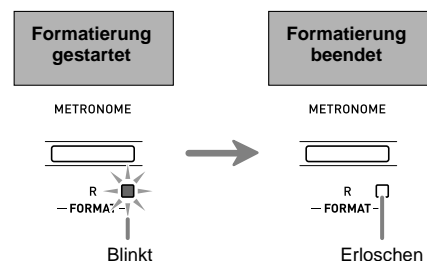 Formatierung
gestartet
METRONOME
R
FORMAT
Blinkt
Formatierung
beendet
METRONOME
R
FORMAT
Erloschen